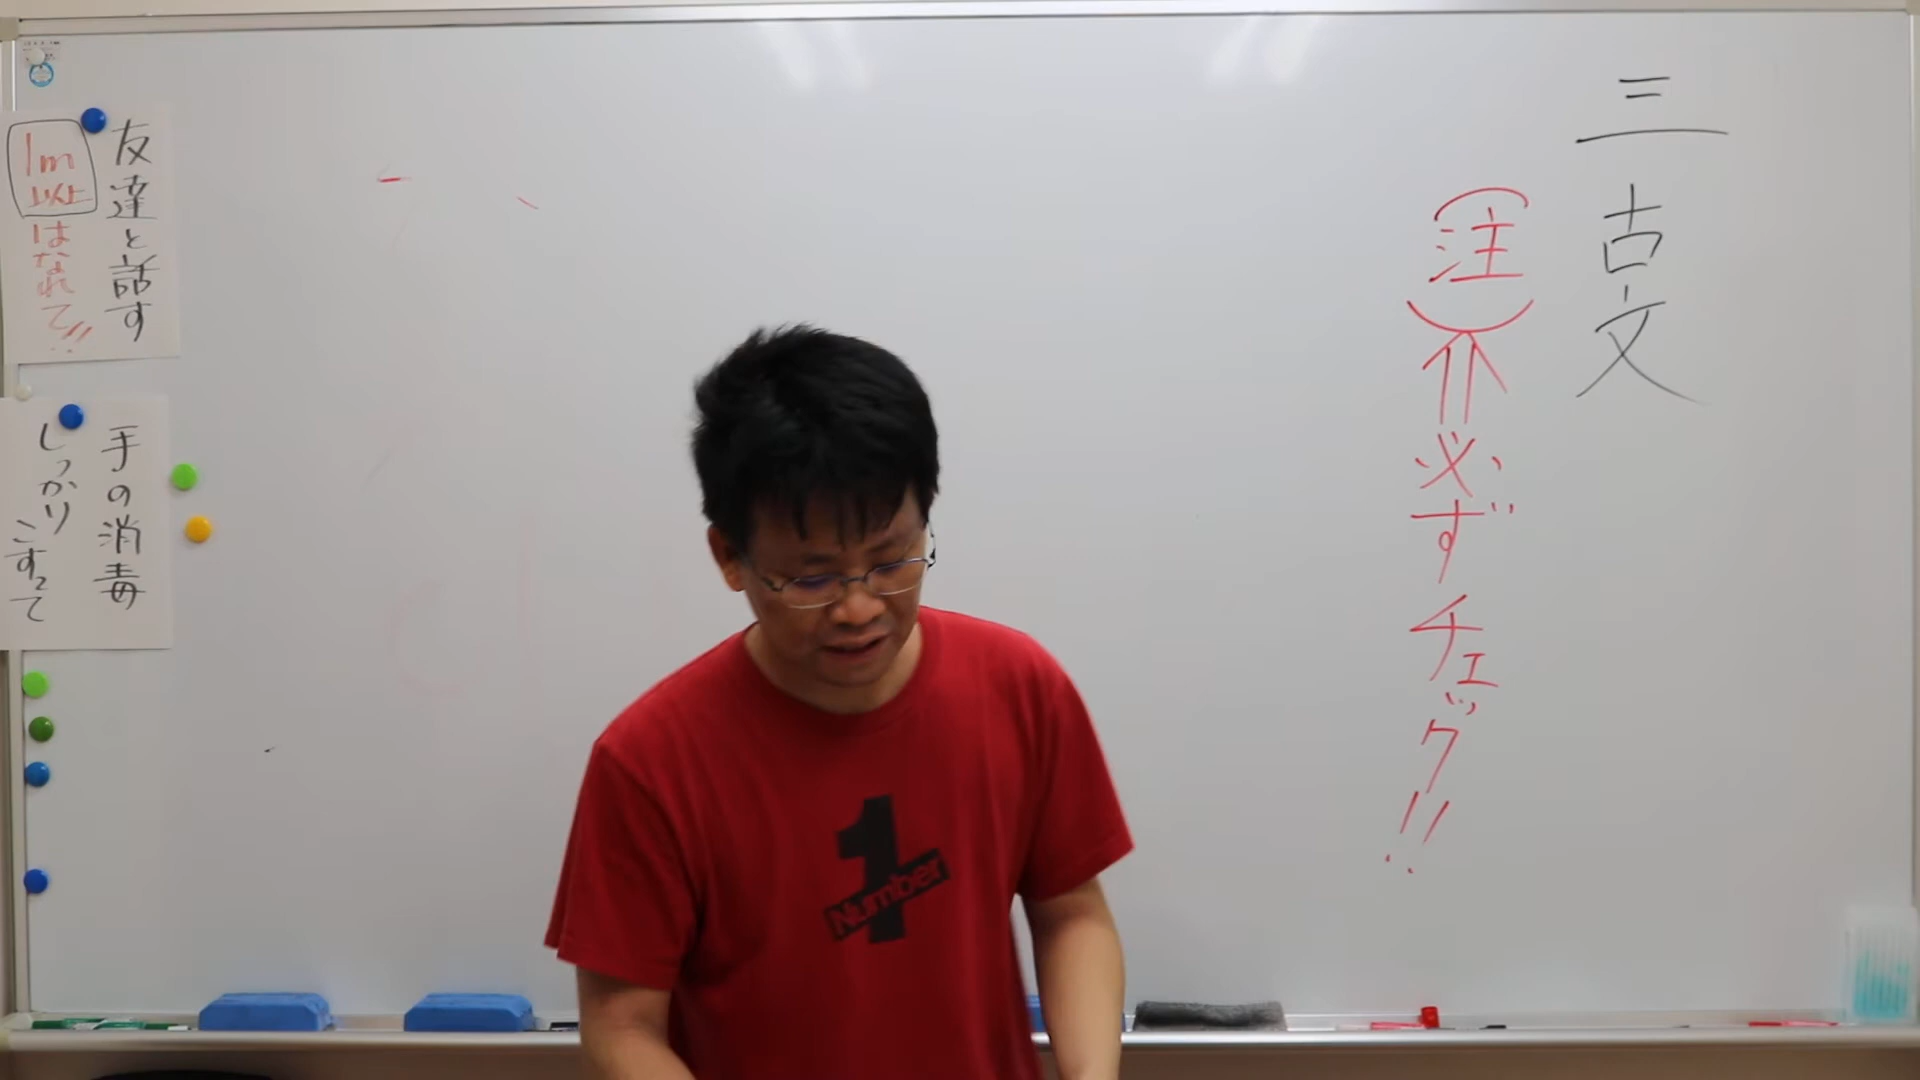 三 古文
(注)⇐必ずチェック!!
友達と話す
1m以上はなれて!!
手の消毒
しっかり
こすって
1
Number